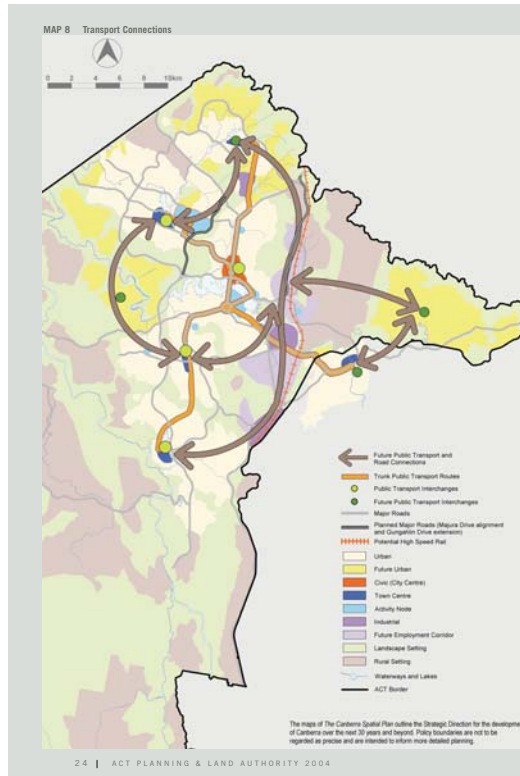 MAP 8 Transport Connections
0 2 4 6 8 10km
Future Public Transport and
Road Connections
Trunk Public Transport Routes
Public Transport Interchanges
Future Public Transport Interchanges
Major Roads
Planned Major Roads (Majura Drive alignment
and Gungahlin Drive extension)
Potential High Speed Rail
Urban
Future Urban
Civic (City Centre)
Town Centre
Activity Node
Industrial
Future Employment Corridor
Landscape Setting
Rural Setting
Waterways and Lakes
ACT Border
The maps of The Canberra Spatial Plan outline the Strategic Direction for the developme
of Canberra over the next 30 years and beyond. Policy boundaries are not to be
regarded as precise and are intended to inform more detailed planning
24 | ACT PLANNING & LAND AUTHORITY 2004